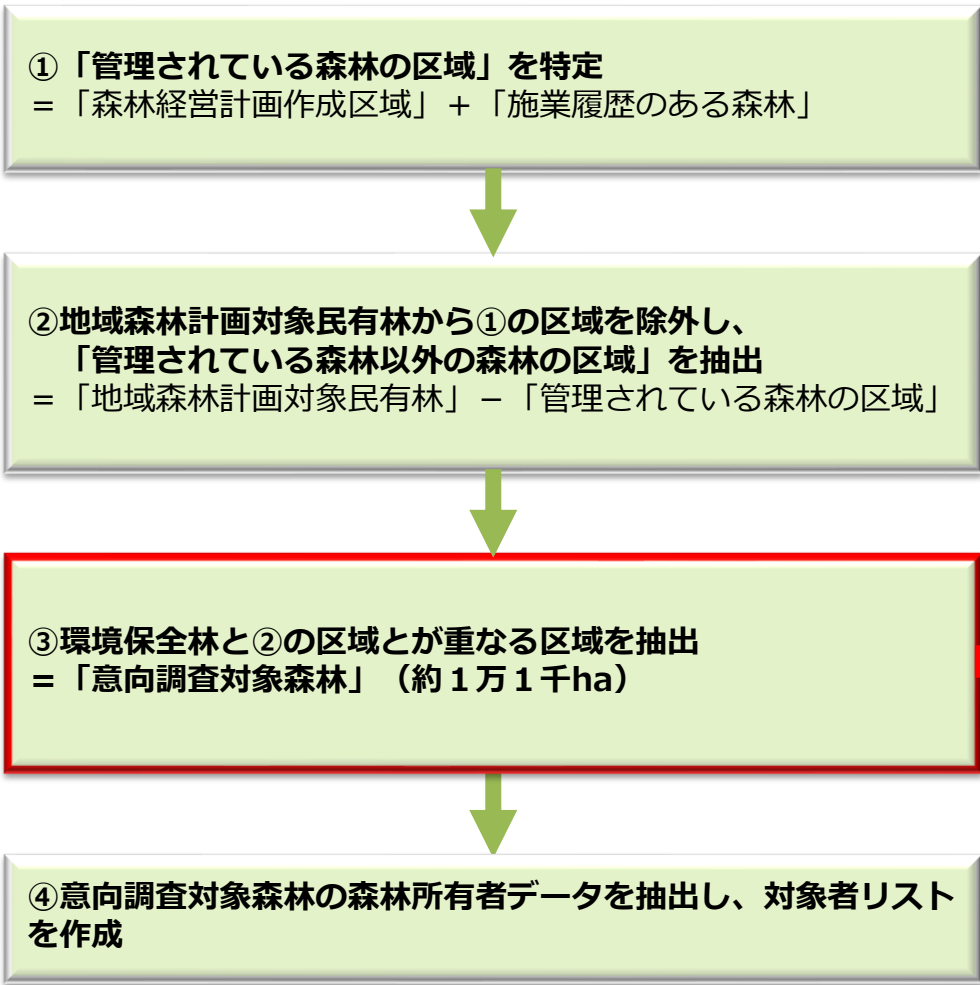 ①「管理されている森林の区域」を特定
＝「森林経営計画作成区域」＋「施業履歴のある森林」
②地域森林計画対象民有林から①の区域を除外し、
「管理されている森林以外の森林の区域」を抽出
＝「地域森林計画対象民有林」－「管理されている森林の区域」
③環境保全林と②の区域とが重なる区域を抽出
＝「意向調査対象森林」（約１万１千ha）
④意向調査対象森林の森林所有者データを抽出し、対象者リスト
を作成